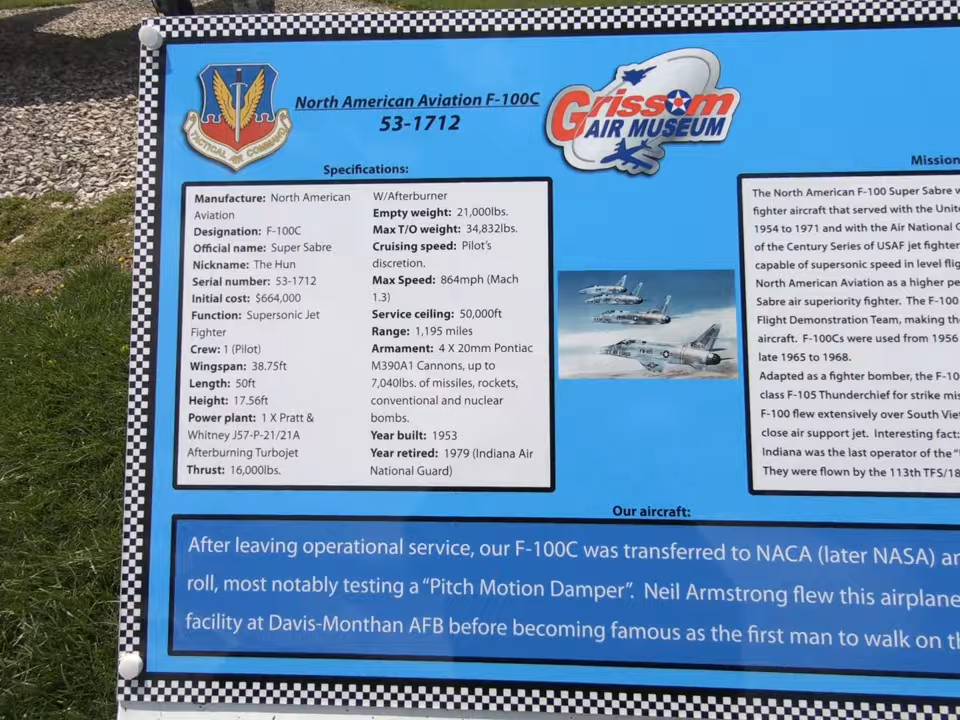 North American Aviation F-100C
53-1712
TACTICAL AIR COMMAND
Grissom
AIR MUSEUM
Specifications:
Manufacture: North American
Aviation
Designation: F-100C
Official name: Super Sabre
Nickname: The Hun
Serial number: 53-1712
Initial cost: $664,000
Function: Supersonic Jet
Fighter
Crew: 1 (Pilot)
Wingspan: 38.75ft
Length: 50ft
Height: 17.56ft
Power plant: 1 X Pratt &
Whitney J57-P-21/21A
Afterburning Turbojet
Thrust: 16,000lbs.
W/Afterburner
Empty weight: 21,000lbs.
Max T/O weight: 34,832lbs.
Cruising speed: Pilot's
discretion.
Max Speed: 864mph (Mach
1.3)
Service ceiling: 50,000ft
Range: 1,195 miles
Armament: 4 X 20mm Pontiac
M390A1 Cannons, up to
7,040lbs. of missiles, rockets,
conventional and nuclear
bombs.
Year built: 1953
Year retired: 1979 (Indiana Air
National Guard)
Mission
The North American F-100 Super Sabre
fighter aircraft that served with the
1954 to 1971 and with the Air National
of the Century Series of USAF jet
capable of supersonic speed in level
North American Aviation as a higher
Sabre air superiority fighter. The F-100
Flight Demonstration Team, making
aircraft. F-100Cs were used from 1956
late 1965 to 1968.
Adapted as a fighter bomber, the
class F-105 Thunderchief for strike
F-100 flew extensively over South
close air support jet. Interesting fact:
Indiana was the last operator of the
They were flown by the 113th TFS/18
Our aircraft:
After leaving operational service, our F-100C was transferred to NACA (later NASA)
roll, most notably testing a "Pitch Motion Damper". Neil Armstrong flew this airplane
facility at Davis-Monthan AFB before becoming famous as the first man to walk on